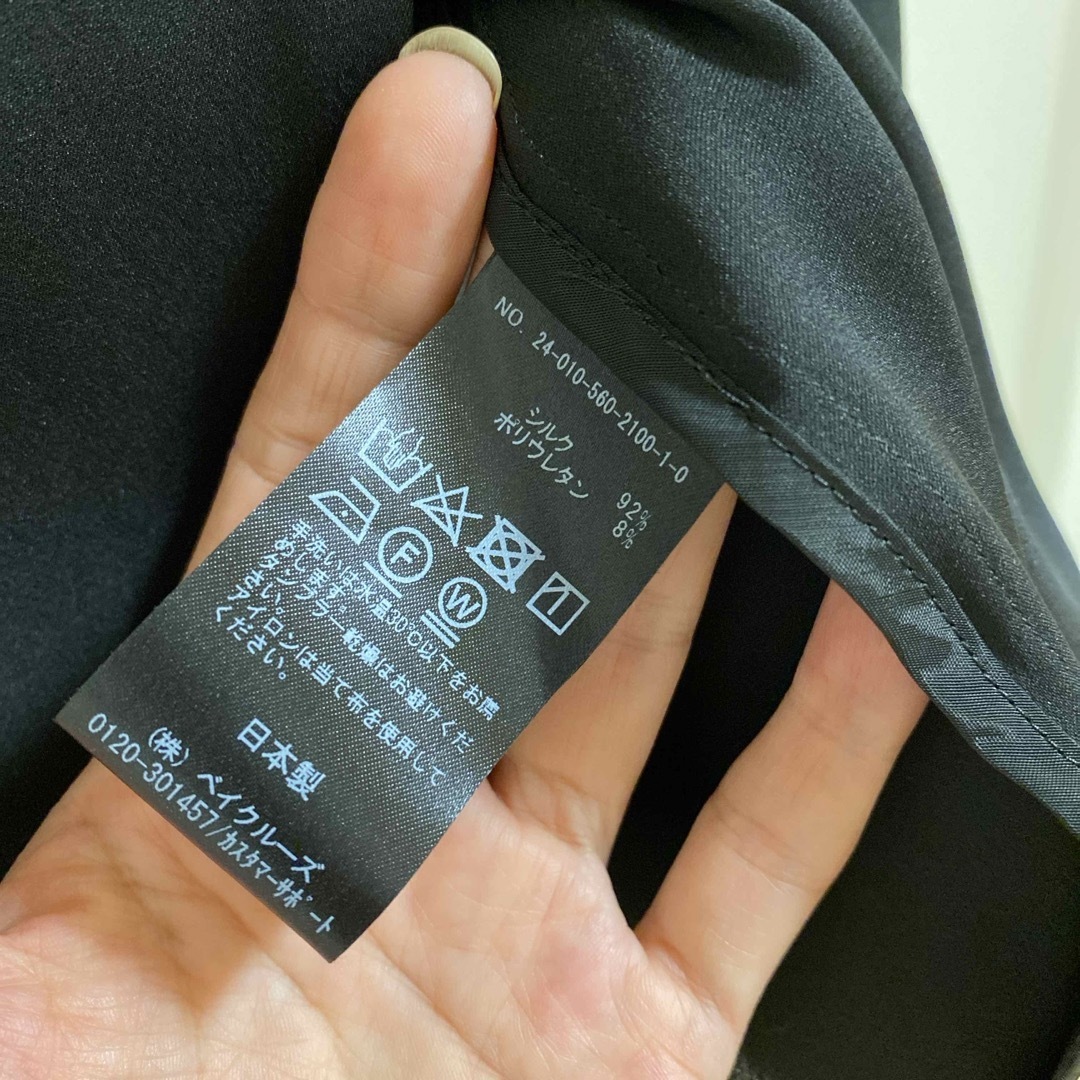 NO. 24-010-560-2100-1-0
シルク 92%
ポリウレタン 8%
F
W
手洗いは水温30℃以下をお薦
めします。タンブラー乾燥はお避けくだ
さい。アイロンは当て布を使用して
ください。
日本製
(株) ベイクルーズ
0120-301457/カスタマーサポート